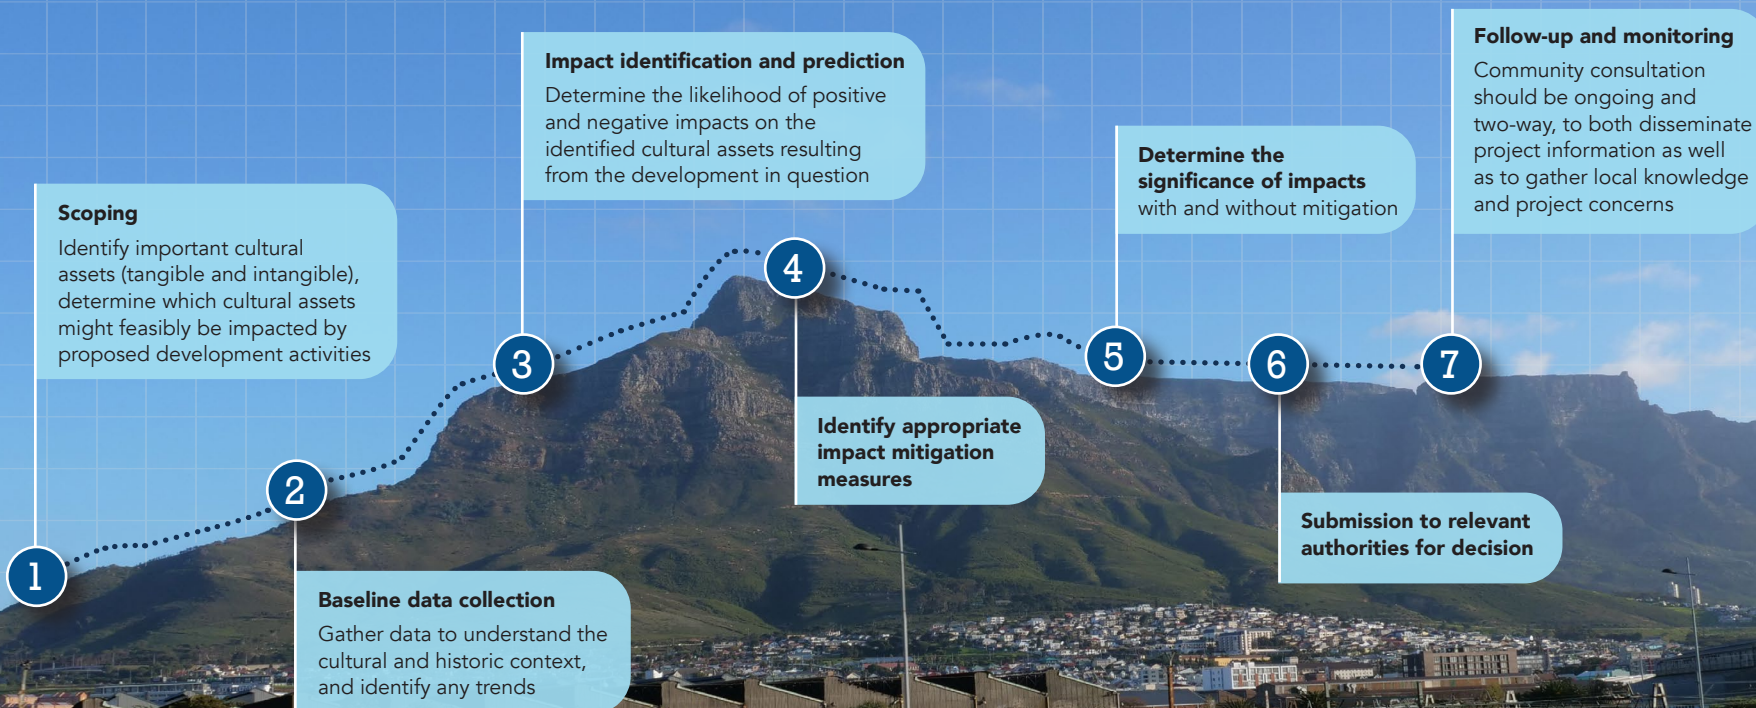 1
Scoping
Identify important cultural
assets (tangible and intangible),
determine which cultural assets
might feasibly be impacted by
proposed development activities
2
Baseline data collection
Gather data to understand the
cultural and historic context,
and identify any trends
3
Impact identification and prediction
Determine the likelihood of positive
and negative impacts on the
identified cultural assets resulting
from the development in question
4
Identify appropriate
impact mitigation
measures
5
Determine the
significance of impacts
with and without mitigation
6
Submission to relevant
authorities for decision
7
Follow-up and monitoring
Community consultation
should be ongoing and
two-way, to both disseminate
project information as well
as to gather local knowledge
and project concerns